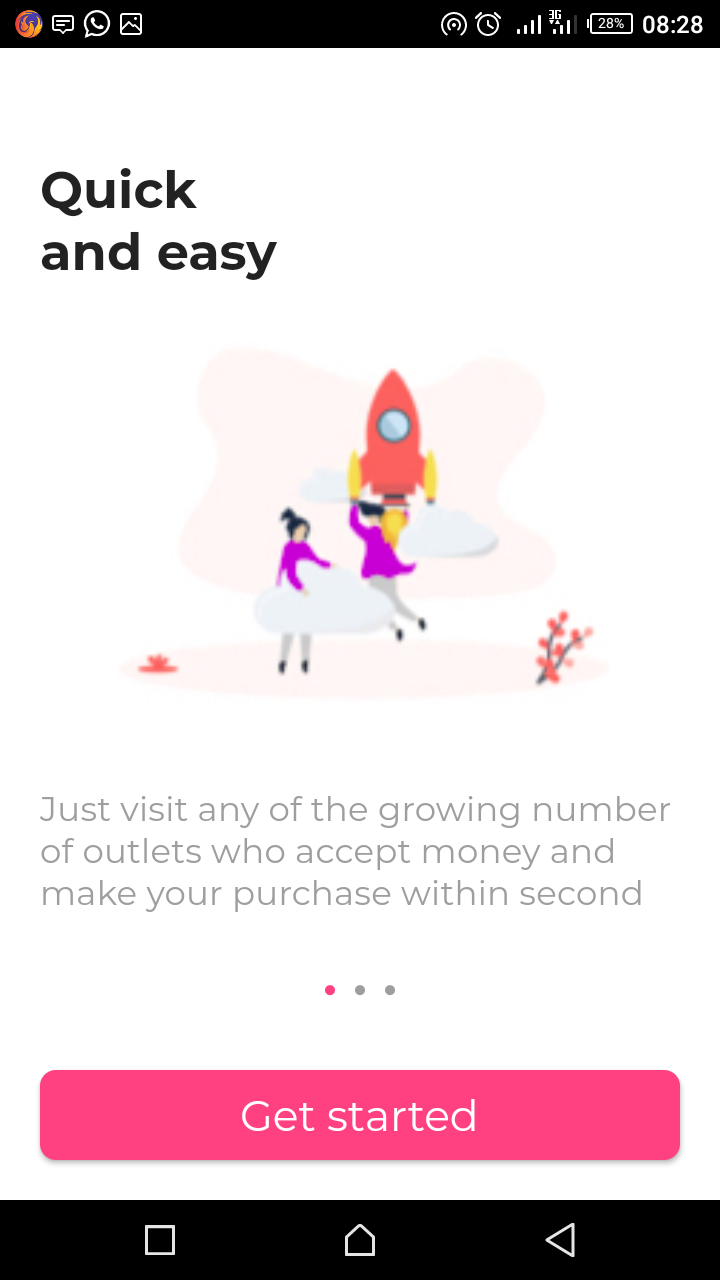 28% 08:28
Quick
and easy
Just visit any of the growing number
of outlets who accept money and
make your purchase within second
Get started